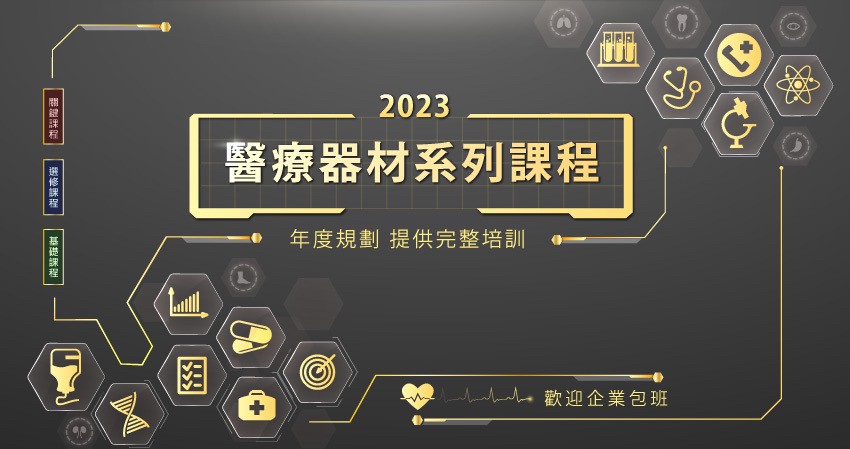 2023
醫療器材系列課程
年度規劃 提供完整培訓
關鍵課程
選修課程
基礎課程
歡迎企業包班